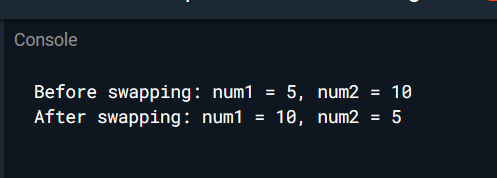 Console
Before swapping: num1 = 5, num2 = 10
After swapping: num1 = 10, num2 = 5